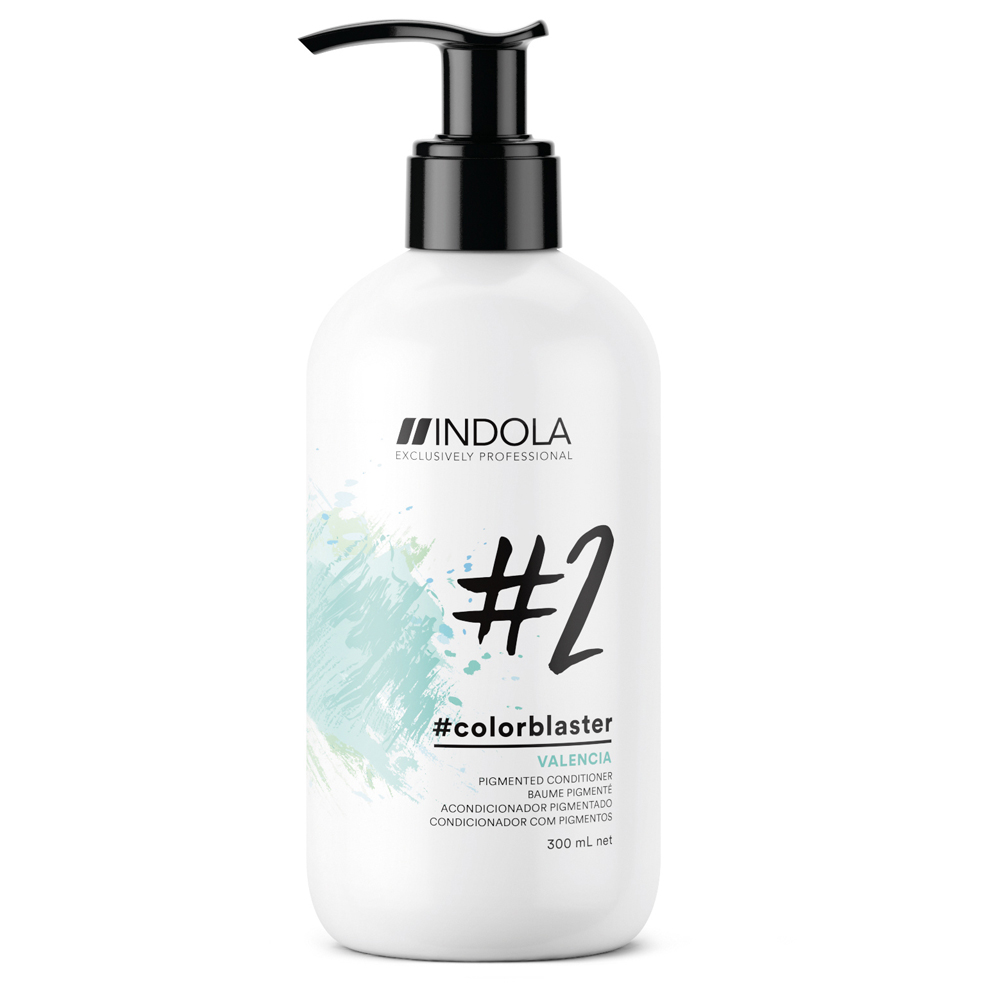 INDOLA
EXCLUSIVELY PROFESSIONAL
#2
#colorblaster
VALENCIA
PIGMENTED CONDITIONER
BAUME PIGMENTÉ
ACONDICIONADOR PIGMENTADO
CONDICIONADOR COM PIGMENTOS
300 mL net